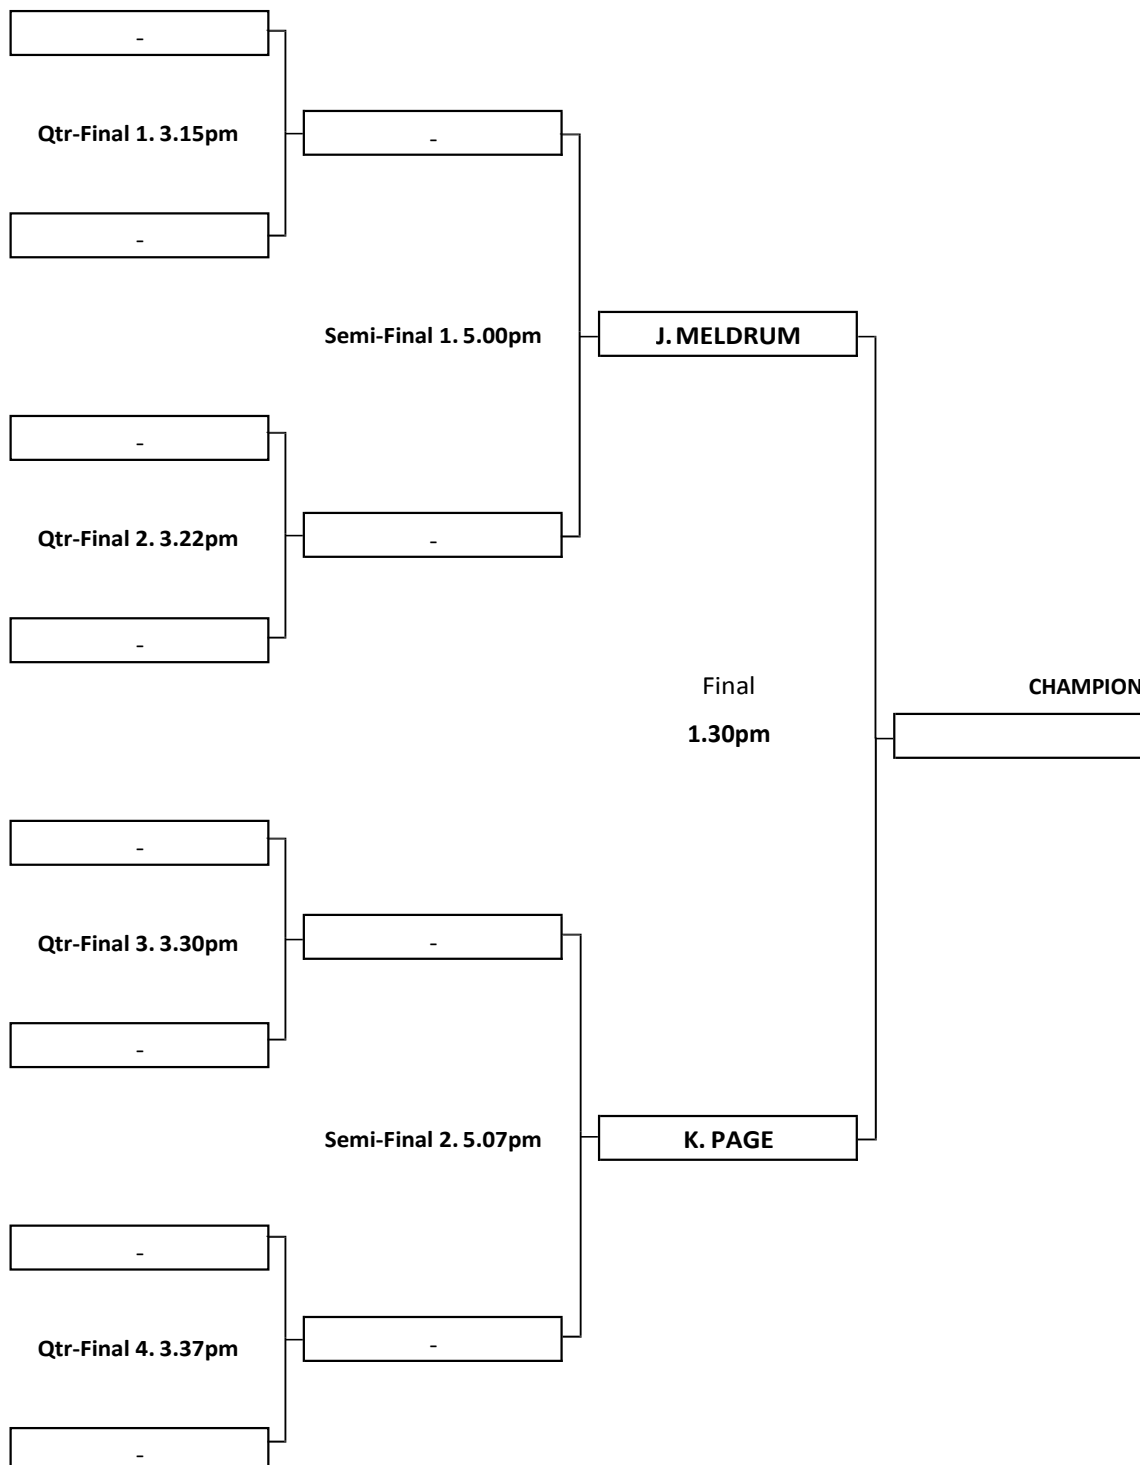 -
Qtr-Final 1. 3.15pm
-
-
Semi-Final 1. 5.00pm
J. MELDRUM
-
Qtr-Final 2. 3.22pm
-
-
Final
CHAMPION
1.30pm
-
Qtr-Final 3. 3.30pm
-
-
Semi-Final 2. 5.07pm
K. PAGE
-
Qtr-Final 4. 3.37pm
-
-